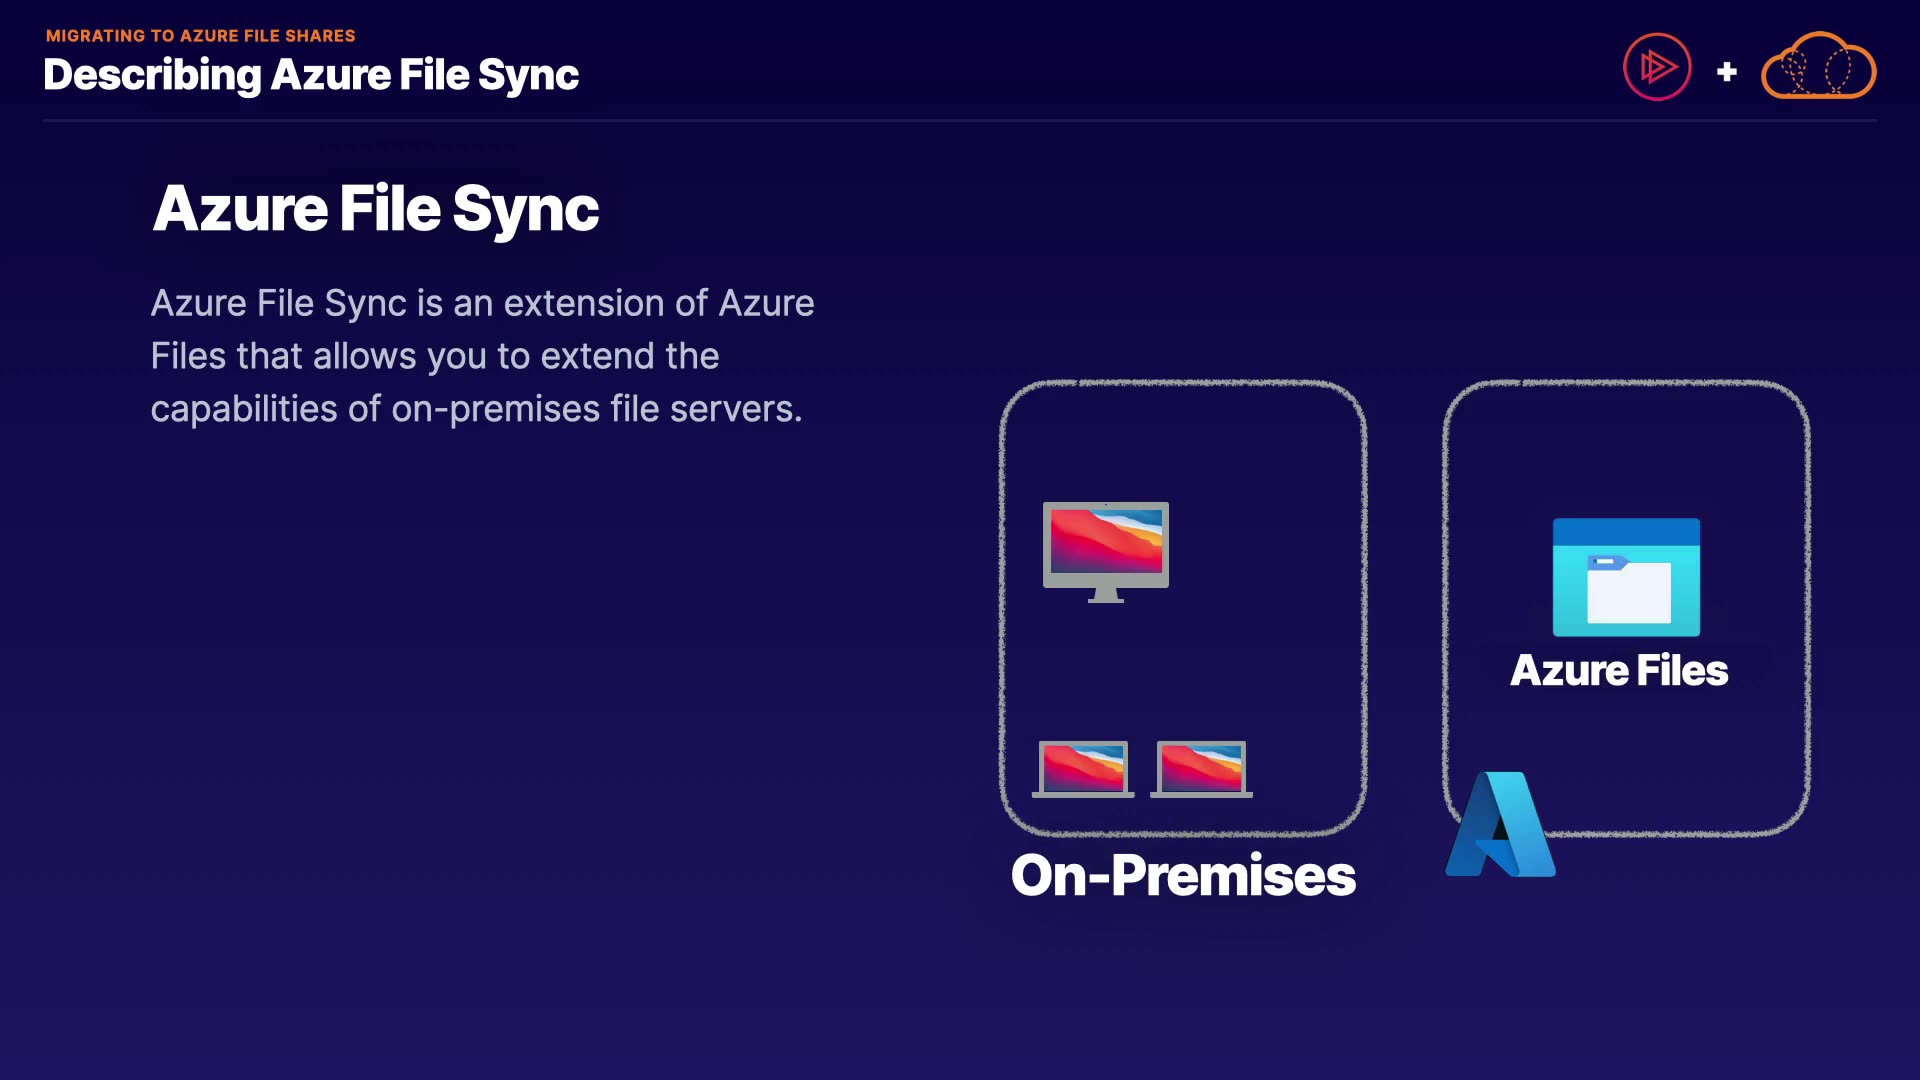 MIGRATING TO AZURE FILE SHARES
Describing Azure File Sync
+
Azure File Sync
Azure File Sync is an extension of Azure
Files that allows you to extend the
capabilities of on-premises file servers.
Azure Files
On-Premises